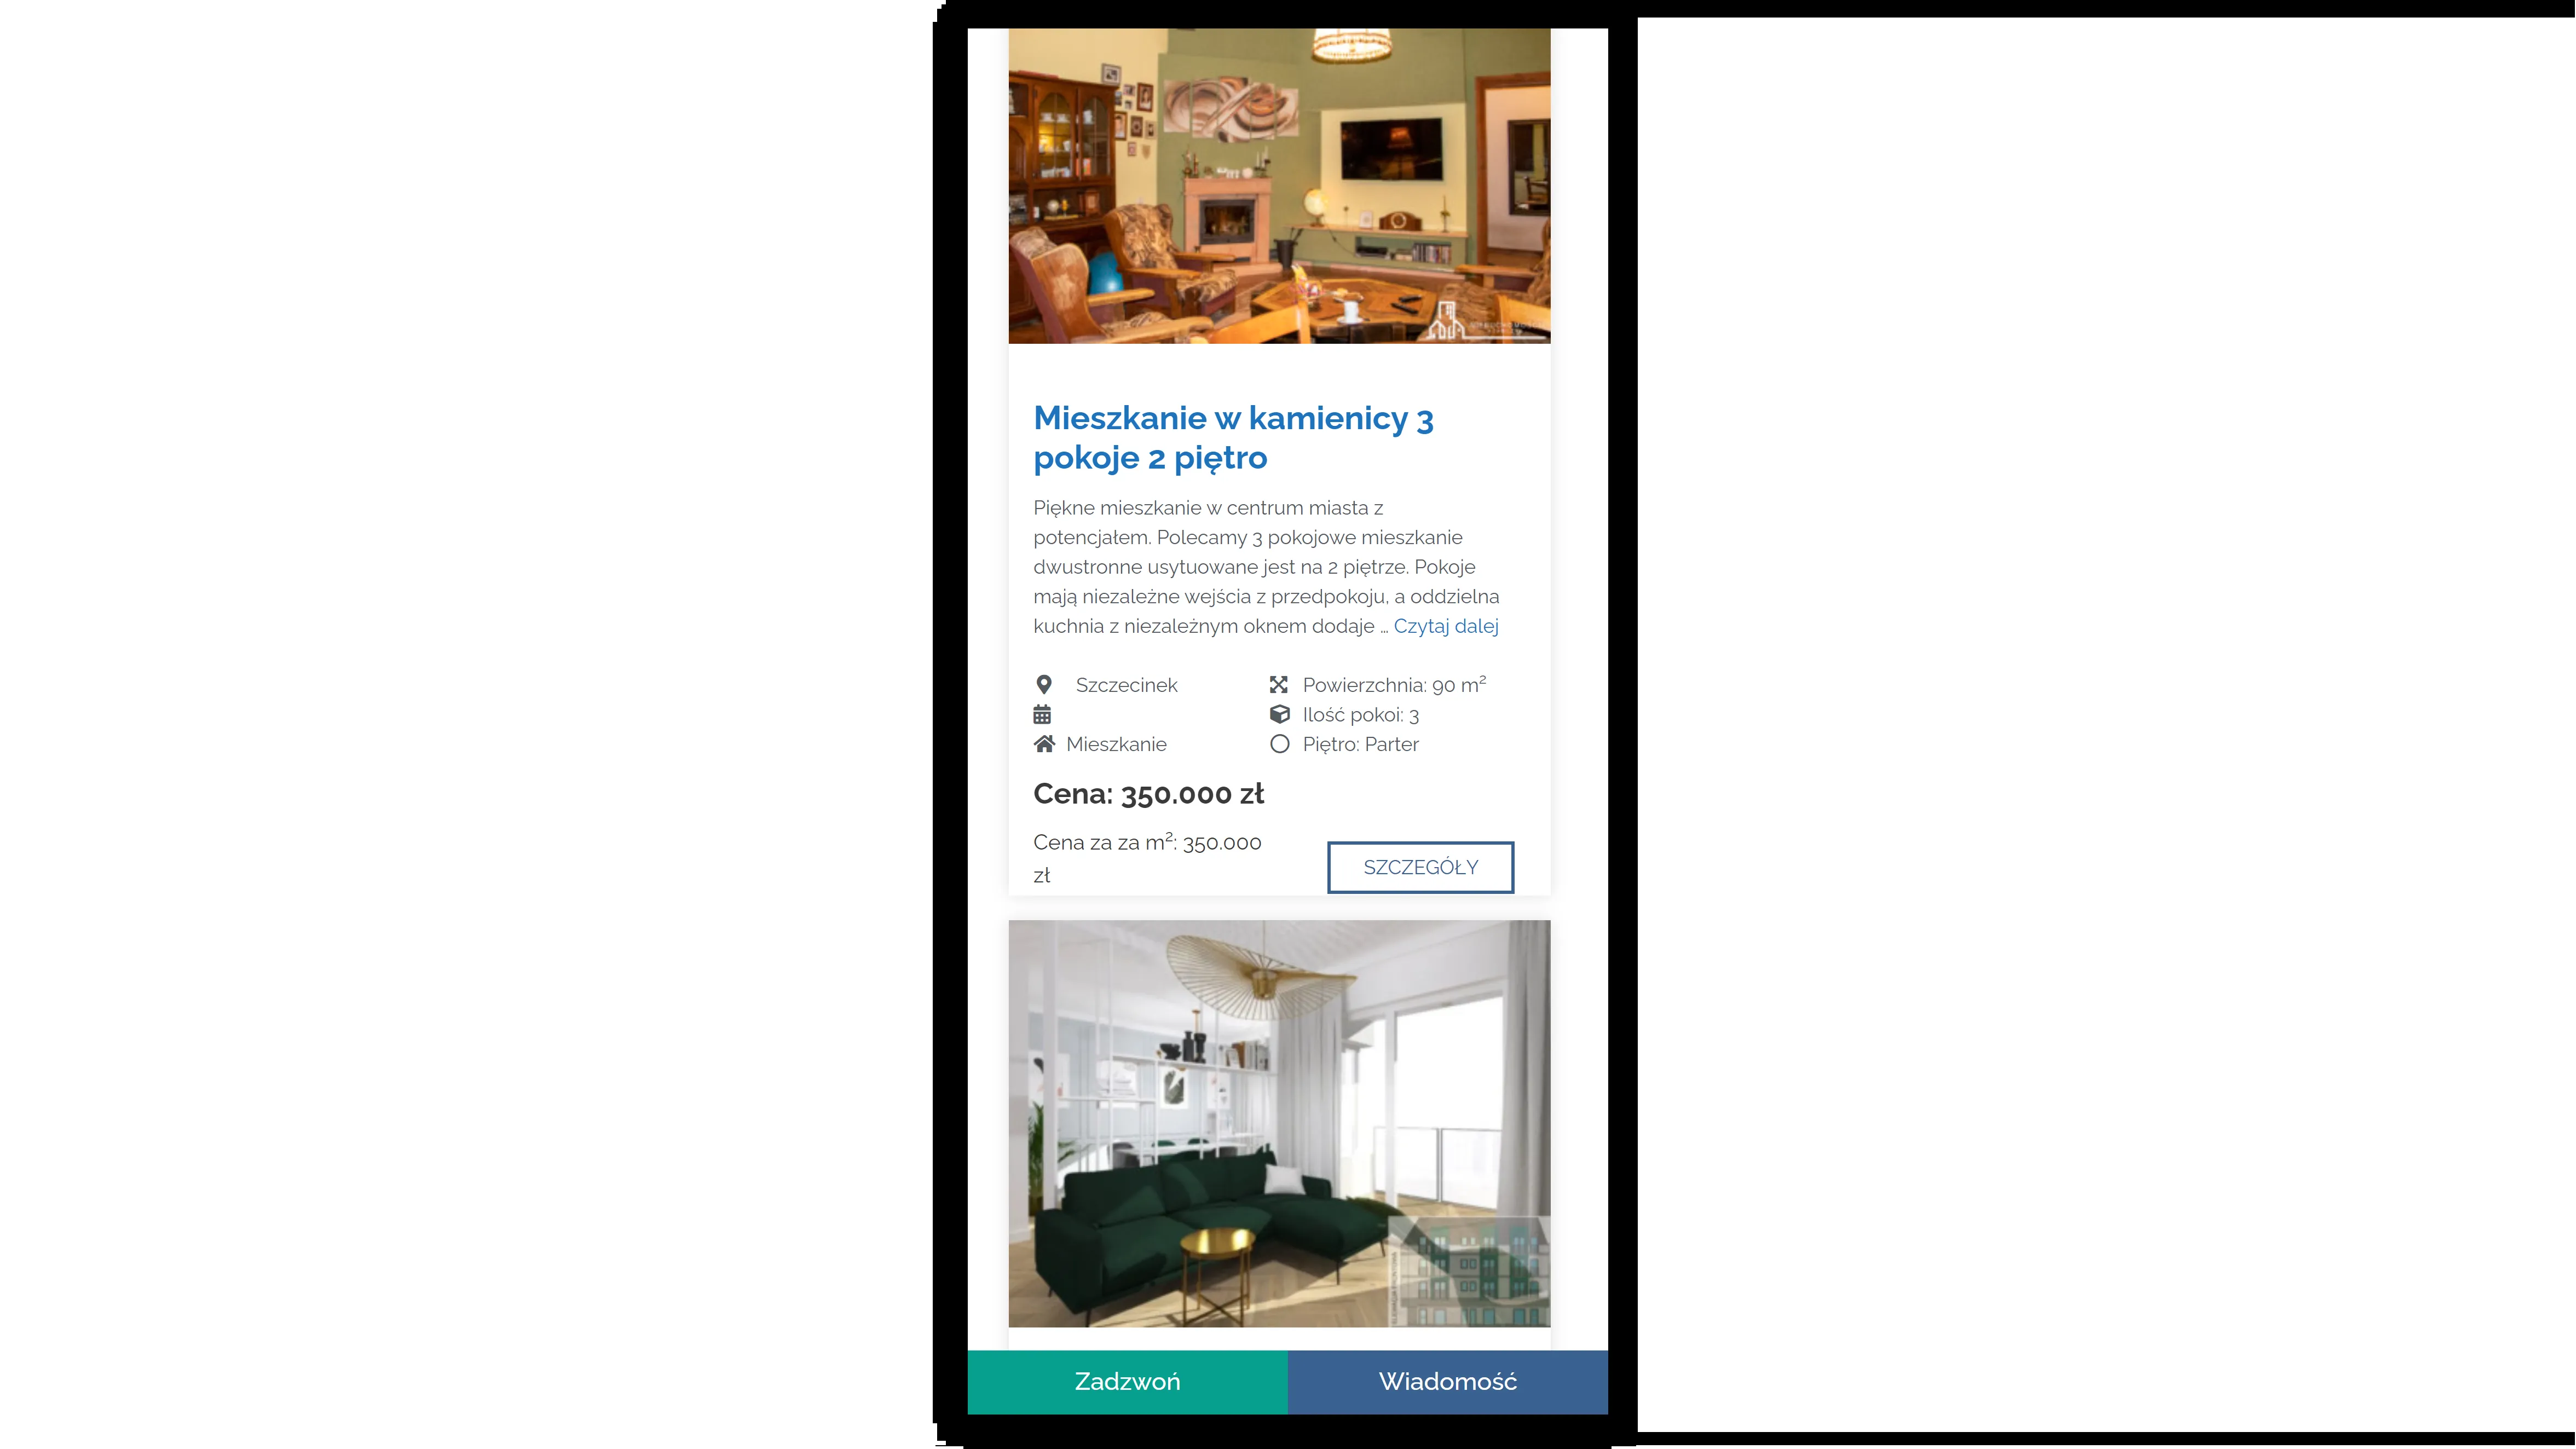 Mieszkanie w kamienicy 3
pokoje 2 piętro
Piękne mieszkanie w centrum miasta z
potencjałem. Polecamy 3 pokojowe mieszkanie
dwustronne usytuowane jest na 2 piętrze. Pokoje
mają niezależne wejścia z przedpokoju, a oddzielna
kuchnia z niezależnym oknem dodaje ... Czytaj dalej
Szczecinek
Powierzchnia: 90 m²
Ilość pokoi: 3
Mieszkanie
Piętro: Parter
Cena: 350.000 zł
Cena za za m²: 350.000
zł
SZCZEGÓŁY
Zadzwoń
Wiadomość